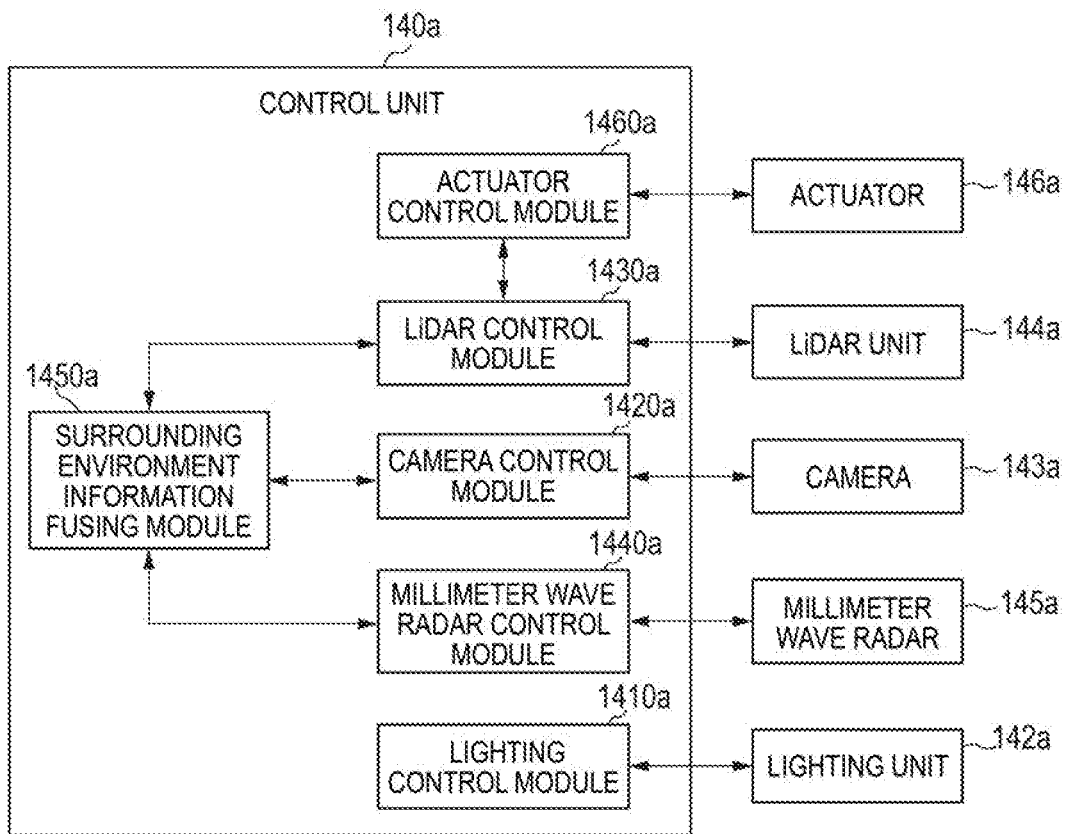 140a
CONTROL UNIT
1460a
ACTUATOR
CONTROL MODULE
ACTUATOR
146a
1430a
LiDAR CONTROL
MODULE
LiDAR UNIT
144a
1450a
SURROUNDING
ENVIRONMENT
INFORMATION
FUSING MODULE
1420a
CAMERA CONTROL
MODULE
CAMERA
143a
1440a
MILLIMETER WAVE
RADAR CONTROL
MODULE
MILLIMETER
WAVE RADAR
145a
1410a
LIGHTING
CONTROL MODULE
LIGHTING UNIT
142a